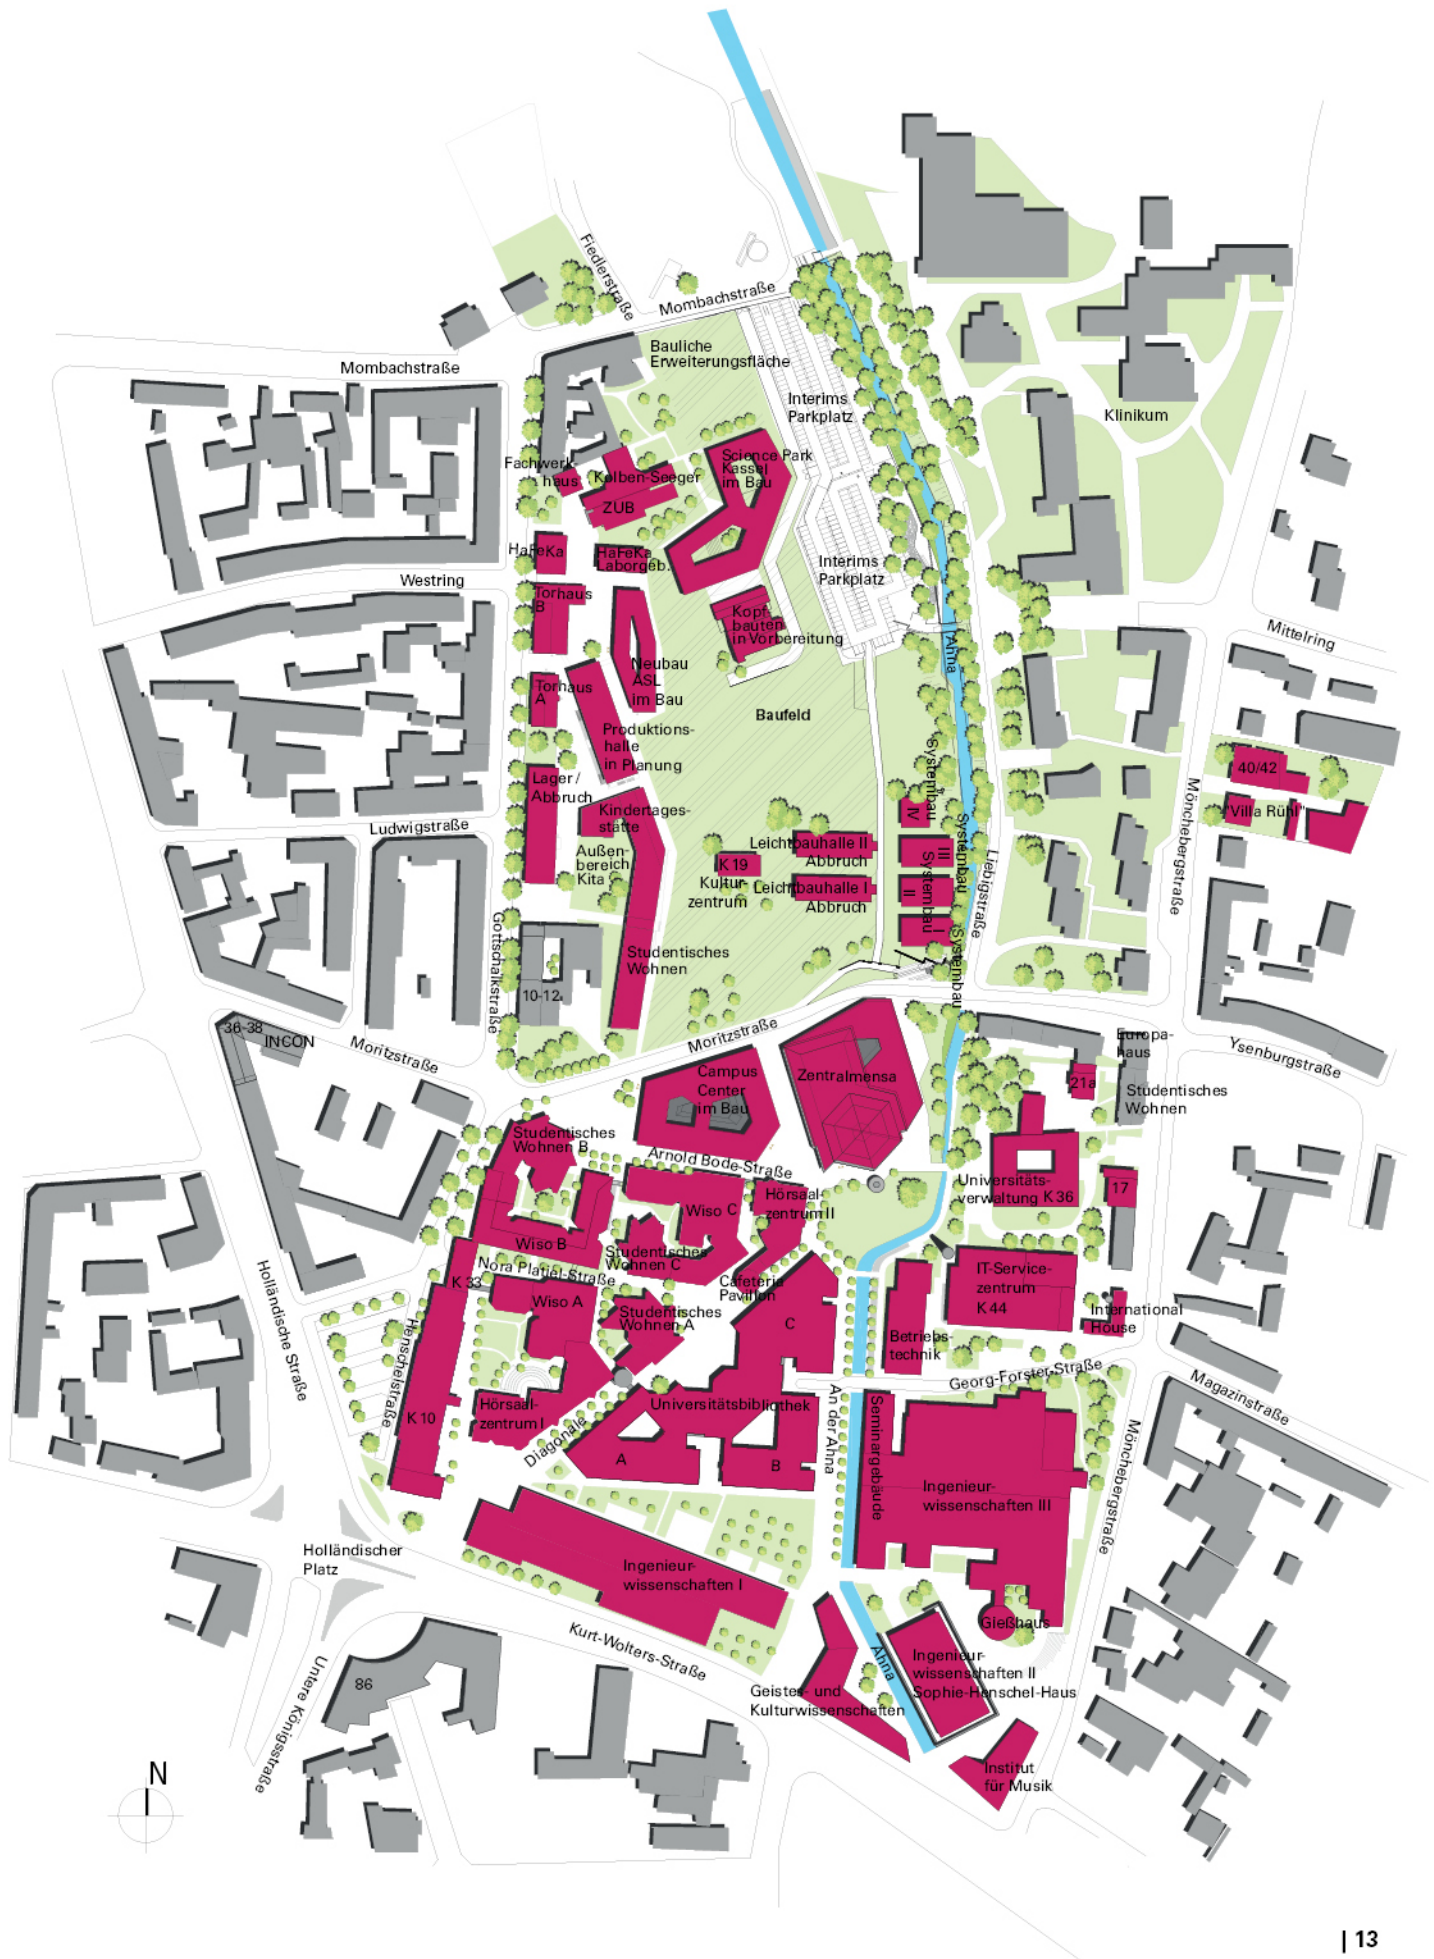 Fiedlerstraße
Mombachstraße
Bauliche
Erweiterungsfläche
Mombachstraße
Interims
Parkplatz
Klinikum
Science Park
Kassel
im Bau
Fachwerk-
haus
Kolben-Seeger
ZUB
HaFeKa
HaFeKa
Laborgeb.
Interims
Parkplatz
Westring
Torhaus
B
Kopf-
bauten
in Vorbereitung
Mittelring
Ahna
Neubau
ASL
im Bau
Torhaus
A
Baufeld
Produktions-
halle
in Planung
40/42
Lager /
Abbruch
Systembau
IV
Mönchebergstraße
"Villa Rühl"
Kindertages-
stätte
Ludwigstraße
Leichtbauhalle II
Abbruch
Systembau
III
Liebigstraße
Außen-
bereich
Kita
K 19
Kultur-
zentrum
Leichtbauhalle I
Abbruch
Systembau
II
Gottschalkstraße
Studentisches
Wohnen
I
Systembau
10-12
36-38
INCON
Moritzstraße
Moritzstraße
Europa-
haus
Ysenburgstraße
Campus
Center
im Bau
Zentralmensa
21a
Studentisches
Wohnen
Studentisches
Wohnen B
Arnold Bode-Straße
Universitäts-
verwaltung K 36
17
Hörsaal-
zentrum II
Wiso C
Wiso B
Studentisches
Wohnen C
Nora Platiel-Straße
K 33
Cafeteria
Pavillon
IT-Service-
zentrum
K 44
Holländische Straße
Wiso A
Studentisches
Wohnen A
C
International
House
Henschelstraße
Betriebs-
technik
Georg-Forster-Straße
Magazinstraße
K 10
Hörsaal-
zentrum I
Universitätsbibliothek
An der Ahna
Seminargebäude
Diagonale
A
B
Mönchebergstraße
Ingenieur-
wissenschaften III
Holländischer
Platz
Ingenieur-
wissenschaften I
Gießhaus
Kurt-Wolters-Straße
Ahna
Ingenieur-
wissenschaften II
Sophie-Henschel-Haus
86
Untere Königsstraße
Geistes- und
Kulturwissenschaften
Institut
für Musik
N
| 13